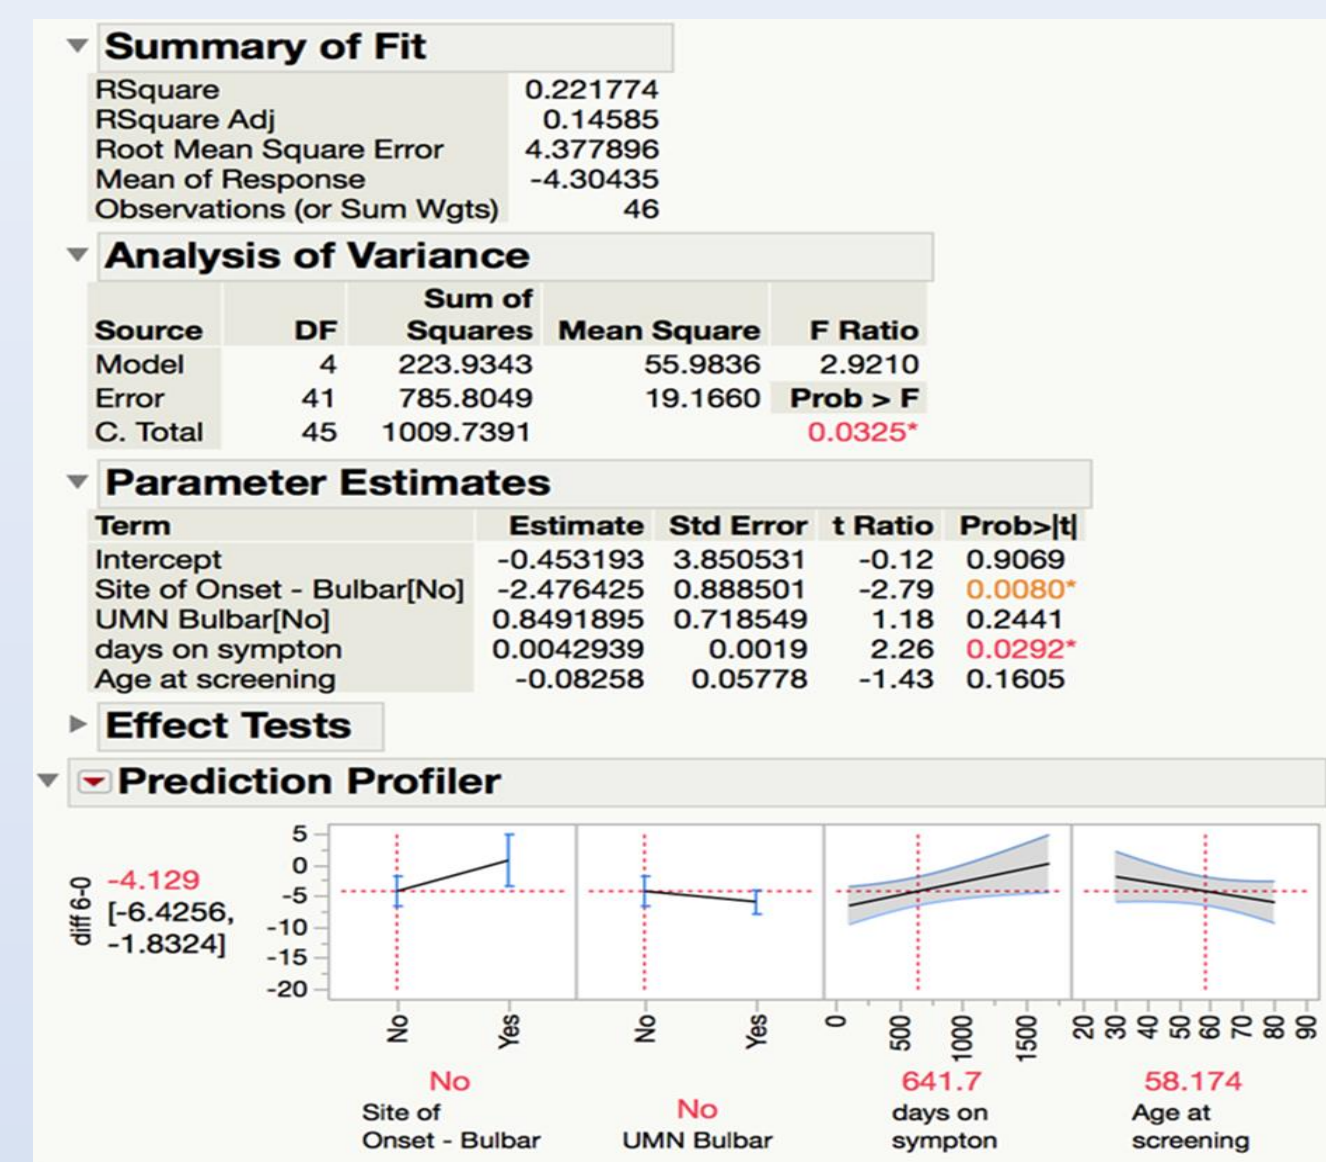 Summary of Fit
RSquare 0.221774
RSquare Adj 0.14585
Root Mean Square Error 4.377896
Mean of Response -4.30435
Observations (or Sum Wgts) 46
Analysis of Variance
Sum of
Source DF Squares Mean Square F Ratio
Model 4 223.9343 55.9836 2.9210
Error 41 785.8049 19.1660 Prob > F
C. Total 45 1009.7391 0.0325*
Parameter Estimates
Term Estimate Std Error t Ratio Prob>|t|
Intercept -0.453193 3.850531 -0.12 0.9069
Site of Onset - Bulbar[No] -2.476425 0.888501 -2.79 0.0080*
UMN Bulbar[No] 0.8491895 0.718549 1.18 0.2441
days on sympton 0.0042939 0.0019 2.26 0.0292*
Age at screening -0.08258 0.05778 -1.43 0.1605
Effect Tests
Prediction Profiler
diff 6-0
-4.129
[-6.4256,
-1.8324]
5
0
-5
-10
-15
-20
No Yes No Yes 0 500 1000 1500 20 30 40 50 60 70 80 90
No No 641.7 58.174
Site of days on Age at
Onset - Bulbar UMN Bulbar sympton screening